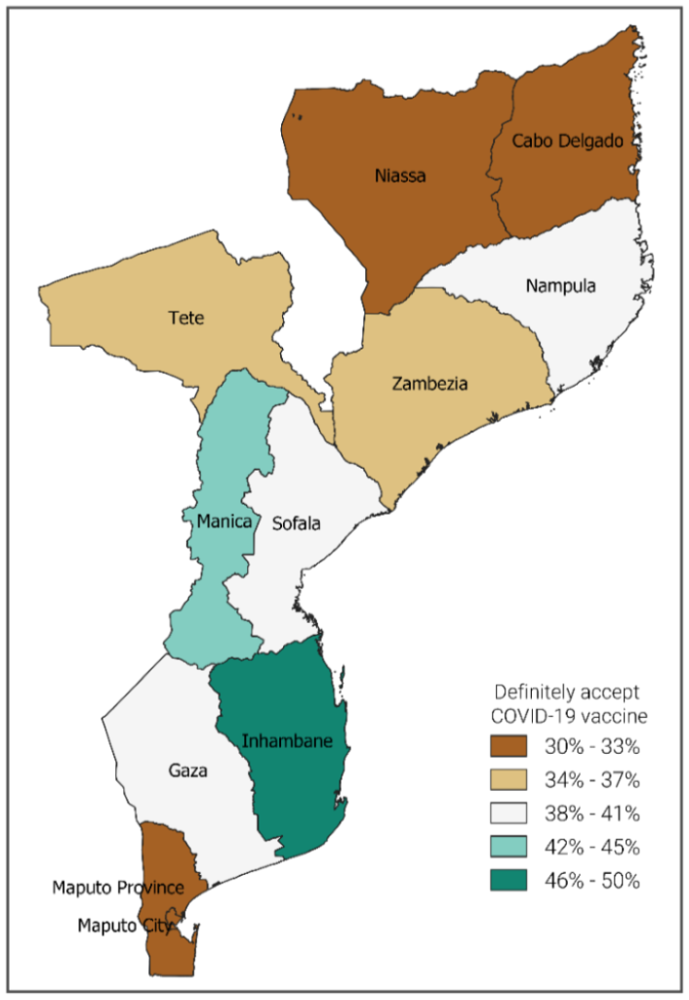 Cabo Delgado
Niassa
Nampula
Tete
Zambezia
Manica
Sofala
Inhambane
Gaza
Maputo Province
Maputo City
Definitely accept
COVID-19 vaccine
30% - 33%
34% - 37%
38% - 41%
42% - 45%
46% - 50%